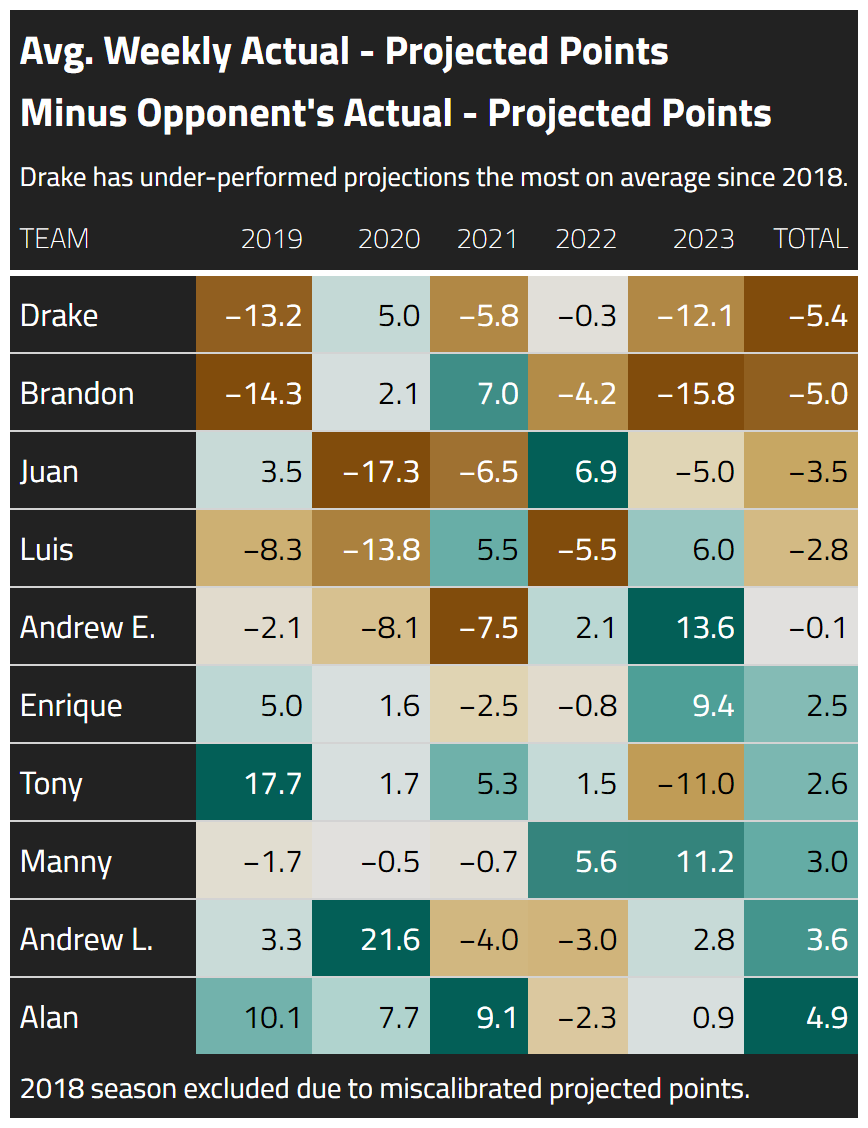 Avg. Weekly Actual - Projected Points
Minus Opponent's Actual - Projected Points
Drake has under-performed projections the most on average since 2018.
TEAM 2019 2020 2021 2022 2023 TOTAL
Drake −13.2 5.0 −5.8 −0.3 −12.1 −5.4
Brandon −14.3 2.1 7.0 −4.2 −15.8 −5.0
Juan 3.5 −17.3 −6.5 6.9 −5.0 −3.5
Luis −8.3 −13.8 5.5 −5.5 6.0 −2.8
Andrew E. −2.1 −8.1 −7.5 2.1 13.6 −0.1
Enrique 5.0 1.6 −2.5 −0.8 9.4 2.5
Tony 17.7 1.7 5.3 1.5 −11.0 2.6
Manny −1.7 −0.5 −0.7 5.6 11.2 3.0
Andrew L. 3.3 21.6 −4.0 −3.0 2.8 3.6
Alan 10.1 7.7 9.1 −2.3 0.9 4.9
2018 season excluded due to miscalibrated projected points.